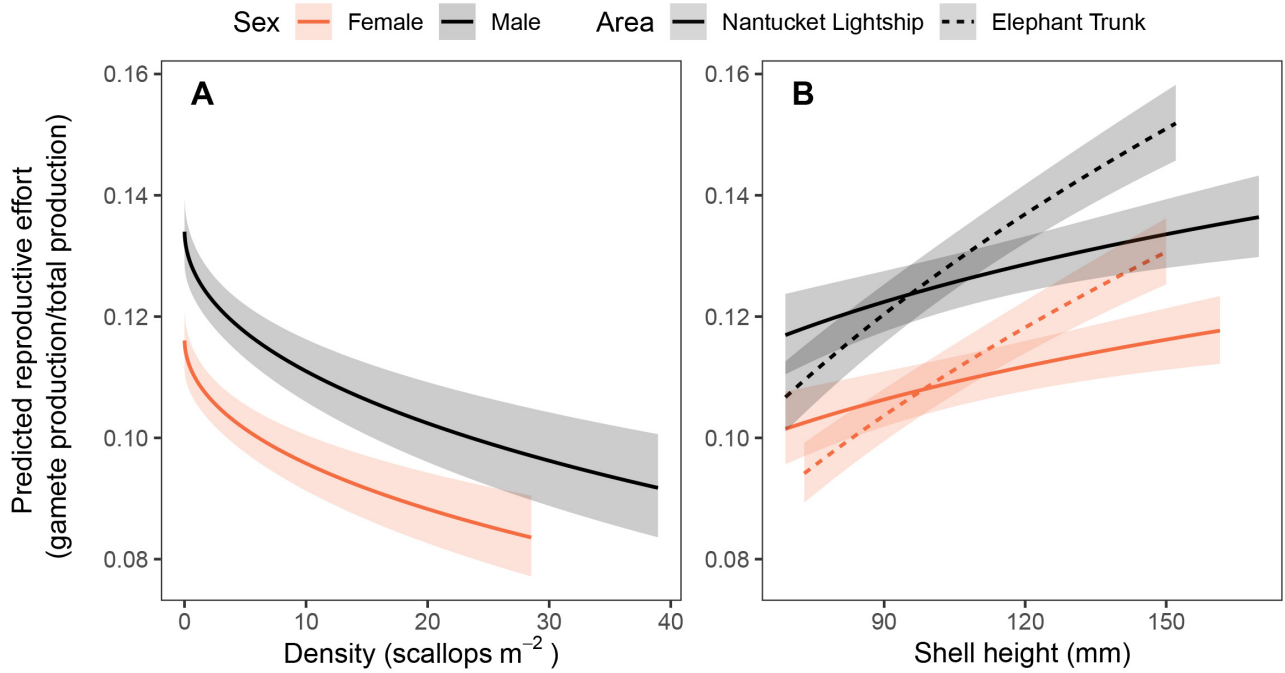 Sex Female Male Area Nantucket Lightship Elephant Trunk
Predicted reproductive effort
(gamete production/total production)
A
0.16
0.14
0.12
0.10
0.08
0 10 20 30 40
Density (scallops m⁻²)
B
0.16
0.14
0.12
0.10
0.08
90 120 150
Shell height (mm)